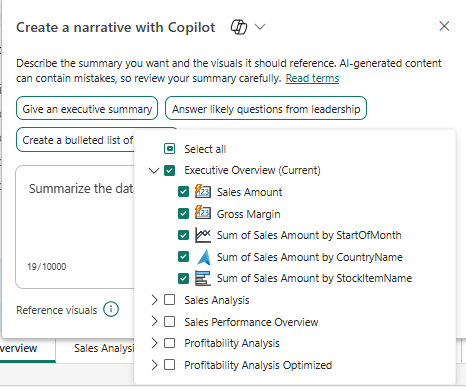 Create a narrative with Copilot
Describe the summary you want and the visuals it should reference. AI-generated content
can contain mistakes, so review your summary carefully. Read terms
Give an executive summary
Answer likely questions from leadership
Create a bulleted list of
Select all
Executive Overview (Current)
Summarize the dat
Sales Amount
Gross Margin
Sum of Sales Amount by StartOfMonth
Sum of Sales Amount by CountryName
19/10000
Sum of Sales Amount by StockItemName
Sales Analysis
Reference visuals
Sales Performance Overview
verview
Sales Analysi
Profitability Analysis
Profitability Analysis Optimized